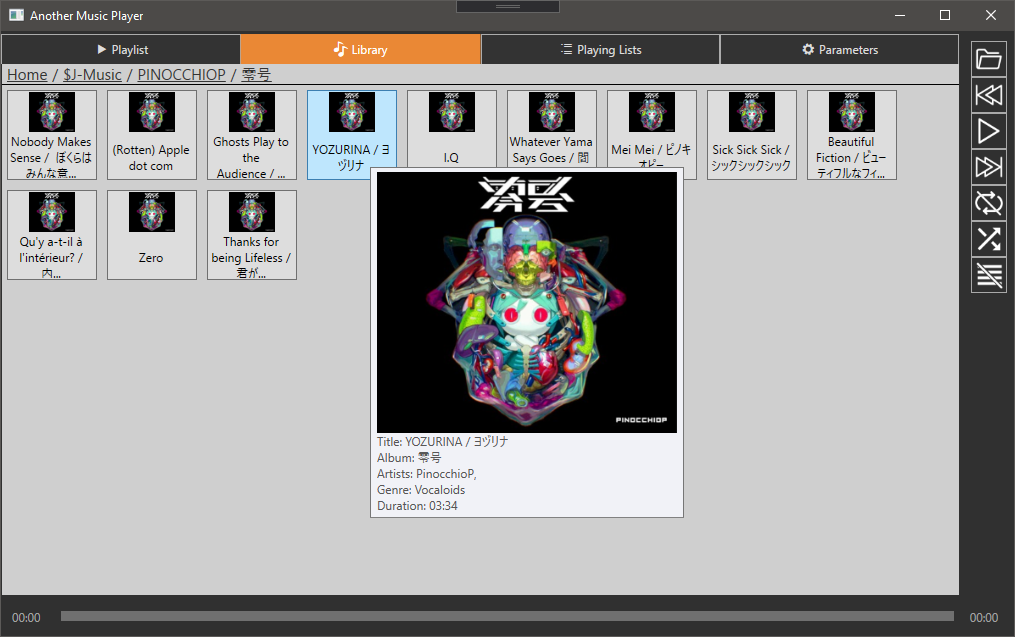 Another Music Player
Playlist
Library
Playing Lists
Parameters
Home / $J-Music / PINOCCHIOP / 零号
Nobody Makes
Sense / ぼくらは
みんな意...
(Rotten) Apple
dot com
Ghosts Play to
the
Audience / ...
YOZURINA / ヨ
ヅリナ
I.Q
Whatever Yama
Says Goes / 閻
Mei Mei / ピノキ
オピー
Sick Sick Sick /
シックシックシック
Beautiful
Fiction / ビュー
ティフルなフィ...
Qu'y a-t-il à
l'intérieur? /
内...
Zero
Thanks for
being Lifeless /
君が...
零号
PINOCCHIOP
Title: YOZURINA / ヨヅリナ
Album: 零号
Artists: PinocchioP,
Genre: Vocaloids
Duration: 03:34
00:00
00:00